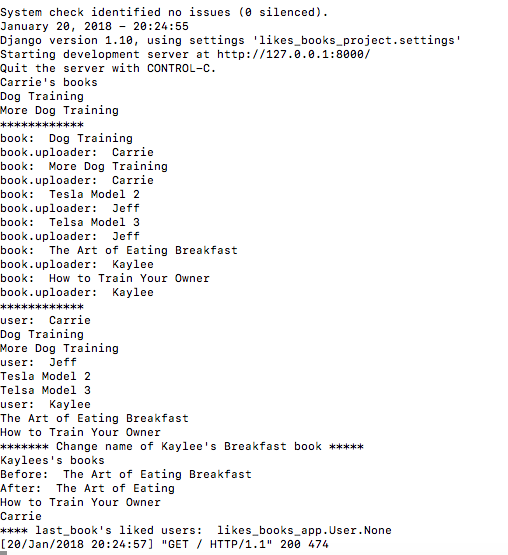 System check identified no issues (0 silenced).
January 20, 2018 - 20:24:55
Django version 1.10, using settings 'likes_books_project.settings'
Starting development server at http://127.0.0.1:8000/
Quit the server with CONTROL-C.
Carrie's books
Dog Training
More Dog Training
************
book:  Dog Training
book.uploader:  Carrie
book:  More Dog Training
book.uploader:  Carrie
book:  Tesla Model 2
book.uploader:  Jeff
book:  Telsa Model 3
book.uploader:  Jeff
book:  The Art of Eating Breakfast
book.uploader:  Kaylee
book:  How to Train Your Owner
book.uploader:  Kaylee
************
user:  Carrie
Dog Training
More Dog Training
user:  Jeff
Tesla Model 2
Telsa Model 3
user:  Kaylee
The Art of Eating Breakfast
How to Train Your Owner
******* Change name of Kaylee's Breakfast book *****
Kaylees's books
Before:  The Art of Eating Breakfast
After:  The Art of Eating
How to Train Your Owner
Carrie
**** last_book's liked users:  likes_books_app.User.None
[20/Jan/2018 20:24:57] "GET / HTTP/1.1" 200 474